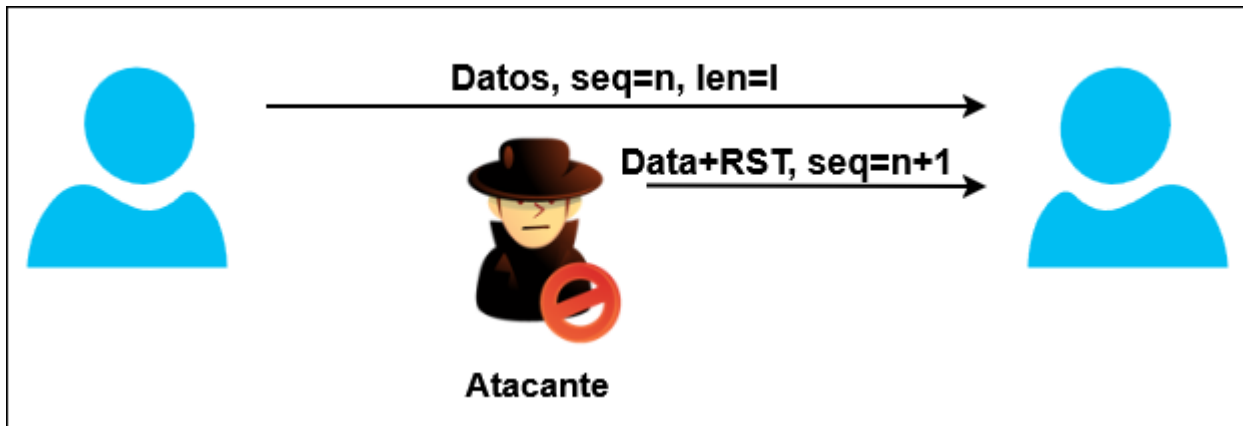 Datos, seq=n, len=l
Data+RST, seq=n+1
Atacante